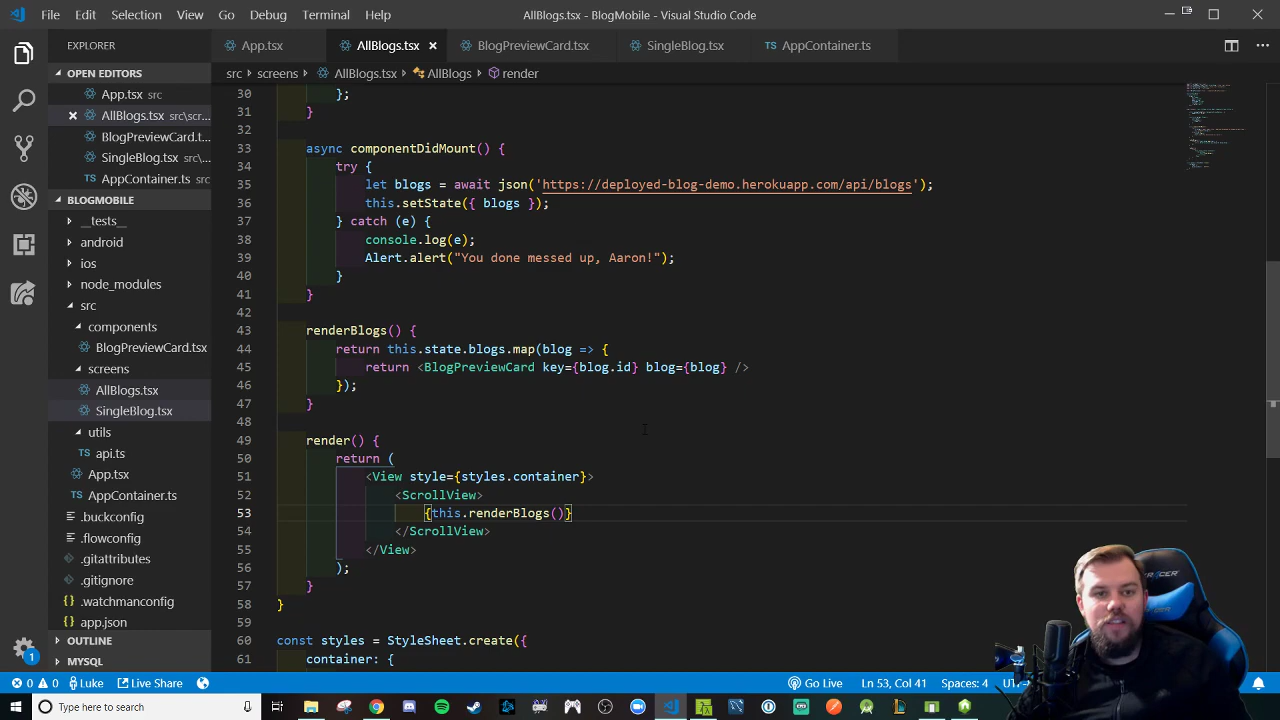 File Edit Selection View Go Debug Terminal Help
AllBlogs.tsx - BlogMobile - Visual Studio Code
EXPLORER
App.tsx
AllBlogs.tsx
BlogPreviewCard.tsx
SingleBlog.tsx
AppContainer.ts
src screens AllBlogs.tsx AllBlogs render
OPEN EDITORS
App.tsx src
AllBlogs.tsx src\scr...
BlogPreviewCard.t...
SingleBlog.tsx src\...
AppContainer.ts src
BLOGMOBILE
__tests__
android
ios
node_modules
src
components
BlogPreviewCard.tsx
screens
AllBlogs.tsx
SingleBlog.tsx
utils
api.ts
App.tsx
AppContainer.ts
.buckconfig
.flowconfig
.gitattributes
.gitignore
.watchmanconfig
app.json
OUTLINE
MYSQL
30 };
31 }
32
33 async componentDidMount() {
34 try {
35 let blogs = await json('https://deployed-blog-demo.herokuapp.com/api/blogs');
36 this.setState({ blogs });
37 } catch (e) {
38 console.log(e);
39 Alert.alert("You done messed up, Aaron!");
40 }
41 }
42
43 renderBlogs() {
44 return this.state.blogs.map(blog => {
45 return <BlogPreviewCard key={blog.id} blog={blog} />
46 });
47 }
48
49 render() {
50 return (
51 <View style={styles.container}>
52 <ScrollView>
53 {this.renderBlogs()}
54 </ScrollView>
55 </View>
56 );
57 }
58 }
59
60 const styles = StyleSheet.create({
61 container: {
1
0 0 Luke Live Share
Go Live Ln 53, Col 41 Spaces: 4 UTF-
Type here to search